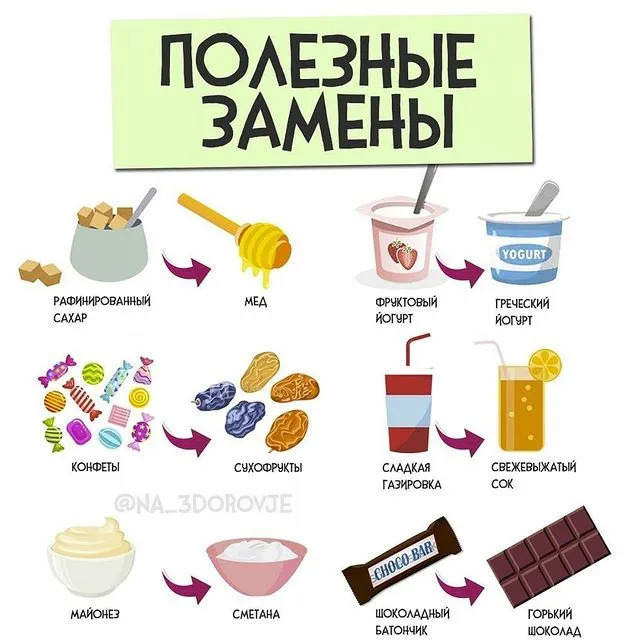 ПОЛЕЗНЫЕ
ЗАМЕНЫ
РАФИНИРОВАННЫЙ
САХАР
МЕД
ФРУКТОВЫЙ
ЙОГУРТ
YOGURT
ГРЕЧЕСКИЙ
ЙОГУРТ
КОНФЕТЫ
СУХОФРУКТЫ
СЛАДКАЯ
ГАЗИРОВКА
СВЕЖЕВЫЖАТЫЙ
СОК
@NA_3DOROVJE
МАЙОНЕЗ
СМЕТАНА
CHOCO BAR
ШОКОЛАДНЫЙ
БАТОНЧИК
ГОРЬКИЙ
ШОКОЛАД